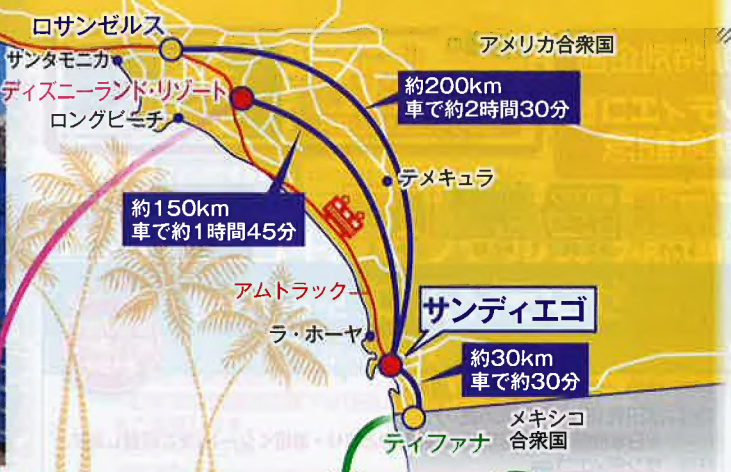 ロサンゼルス
アメリカ合衆国
サンタモニカ
ディズニーランド・リゾート
約200km
車で約2時間30分
ロングビーチ
テメキュラ
約150km
車で約1時間45分
アムトラック
サンディエゴ
ラ・ホーヤ
約30km
車で約30分
メキシコ
合衆国
ティファナ